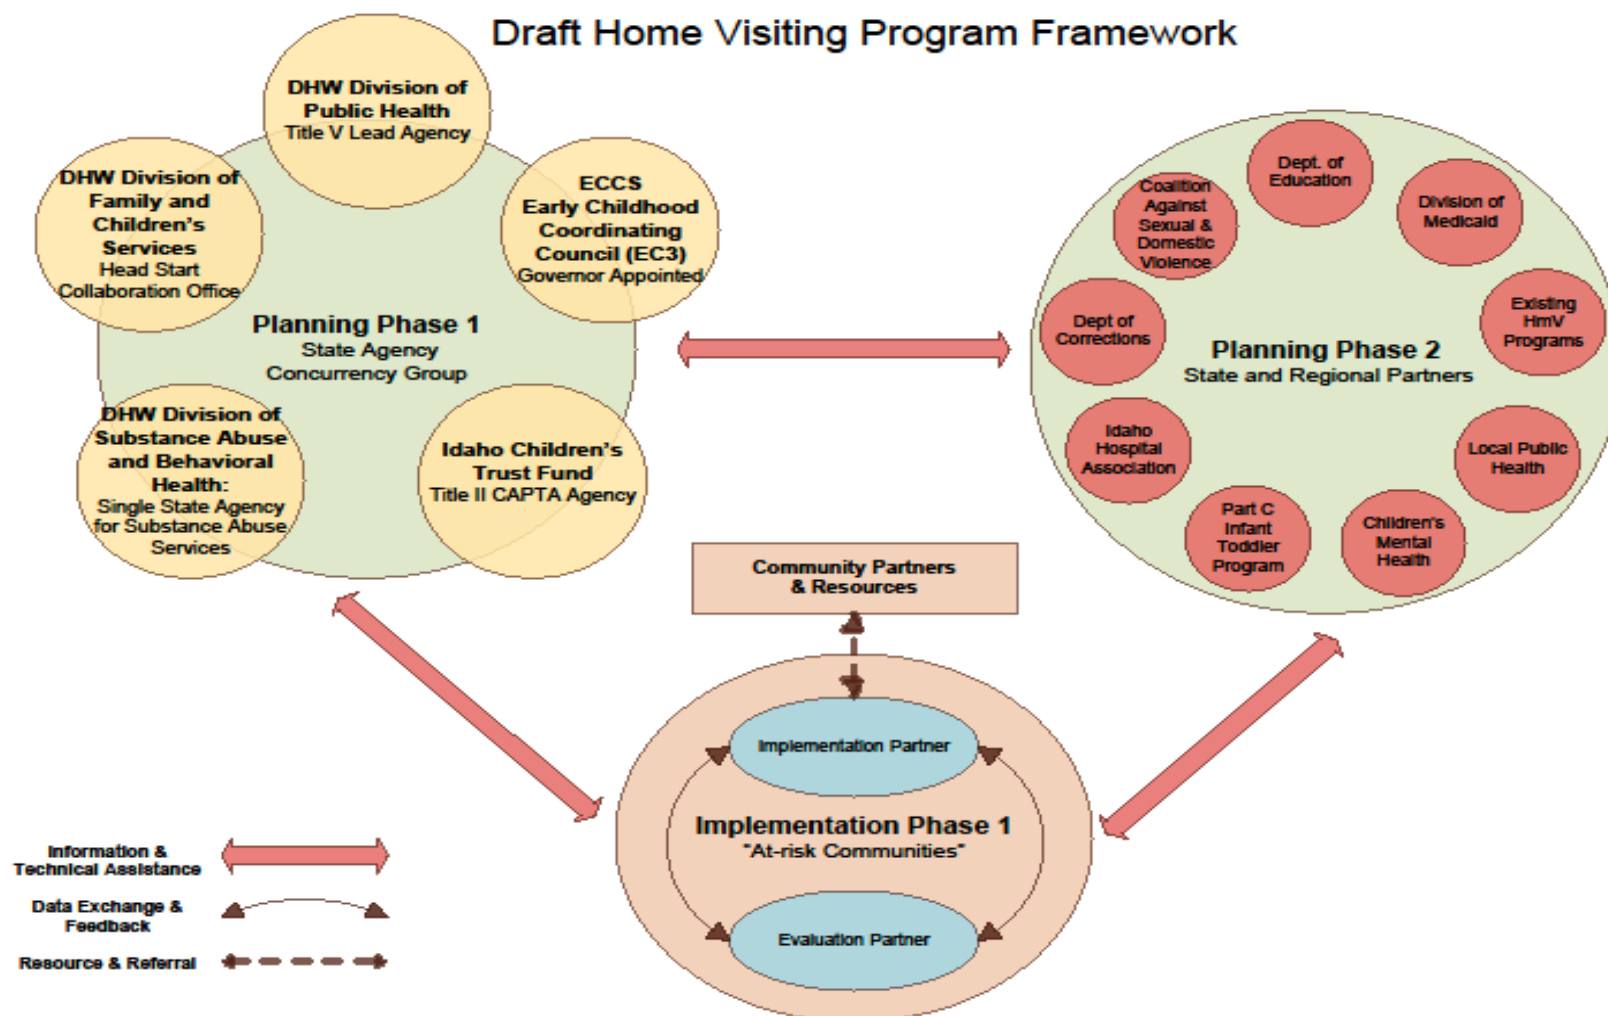 Draft Home Visiting Program Framework
DHW Division of
Public Health
Title V Lead Agency
DHW Division of
Family and
Children's
Services
Head Start
Collaboration Office
ECCS
Early Childhood
Coordinating
Council (EC3)
Governor Appointed
Planning Phase 1
State Agency
Concurrency Group
DHW Division of
Substance Abuse
and Behavioral
Health:
Single State Agency
for Substance Abuse
Services
Idaho Children's
Trust Fund
Title II CAPTA Agency
Dept. of
Education
Coalition
Against
Sexual &
Domestic
Violence
Division of
Medicaid
Existing
HmV
Programs
Dept of
Corrections
Planning Phase 2
State and Regional Partners
Idaho
Hospital
Association
Local Public
Health
Part C
Infant
Toddler
Program
Children's
Mental
Health
Community Partners
& Resources
Implementation Partner
Implementation Phase 1
"At-risk Communities"
Evaluation Partner
Information &
Technical Assistance
Data Exchange &
Feedback
Resource & Referral